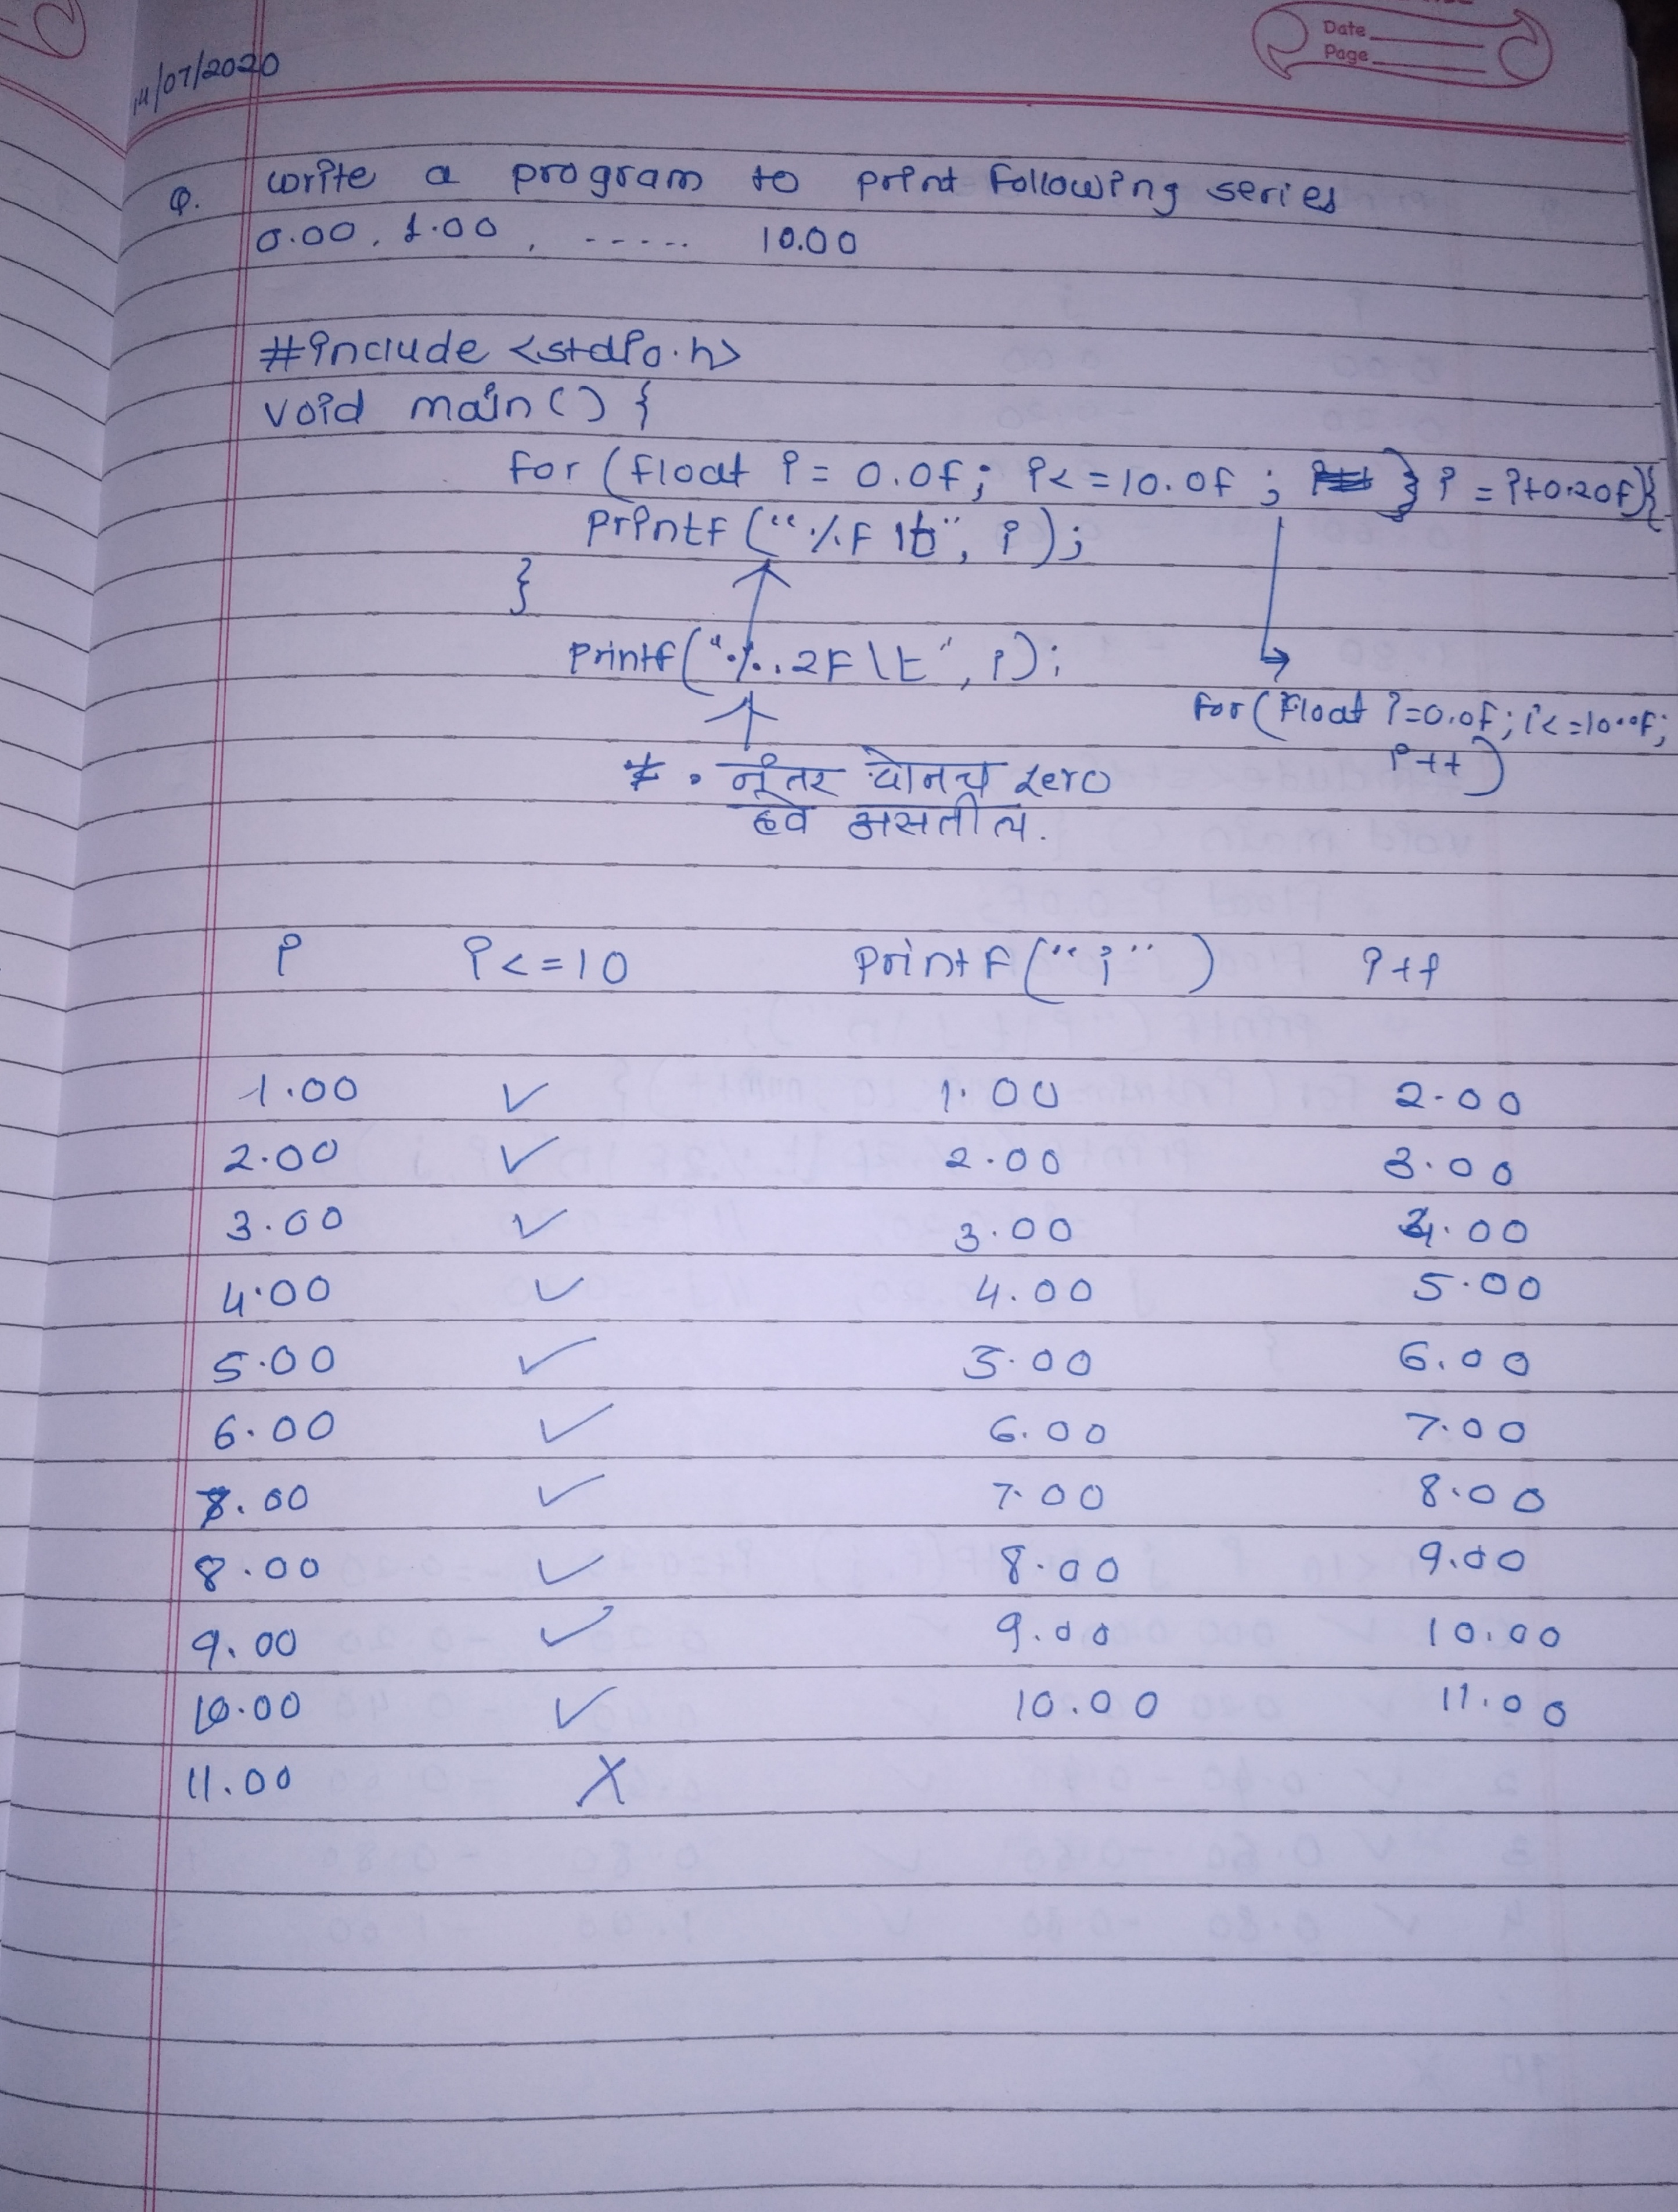 Date
Page
14/07/2020
Q. write a program to print following series
0.00, 1.00, ----- 10.00
#include <stdio.h>
void main() {
for (float i = 0.0f; i<=10.0f ; } i = i+0.20f){
printf ("%f \t", i);
}
printf("%.2f\t", i);
for (float i=0.0f; i<=10.0f;
i++)
* . नंतर दोनच zero
हवे असतील.
i i<=10 printf("i") i++
1.00 ✓ 1.00 2.00
2.00 ✓ 2.00 3.00
3.00 ✓ 3.00 4.00
4.00 ✓ 4.00 5.00
5.00 ✓ 5.00 6.00
6.00 ✓ 6.00 7.00
7.00 ✓ 7.00 8.00
8.00 ✓ 8.00 9.00
9.00 ✓ 9.00 10.00
10.00 ✓ 10.00 11.00
11.00 X